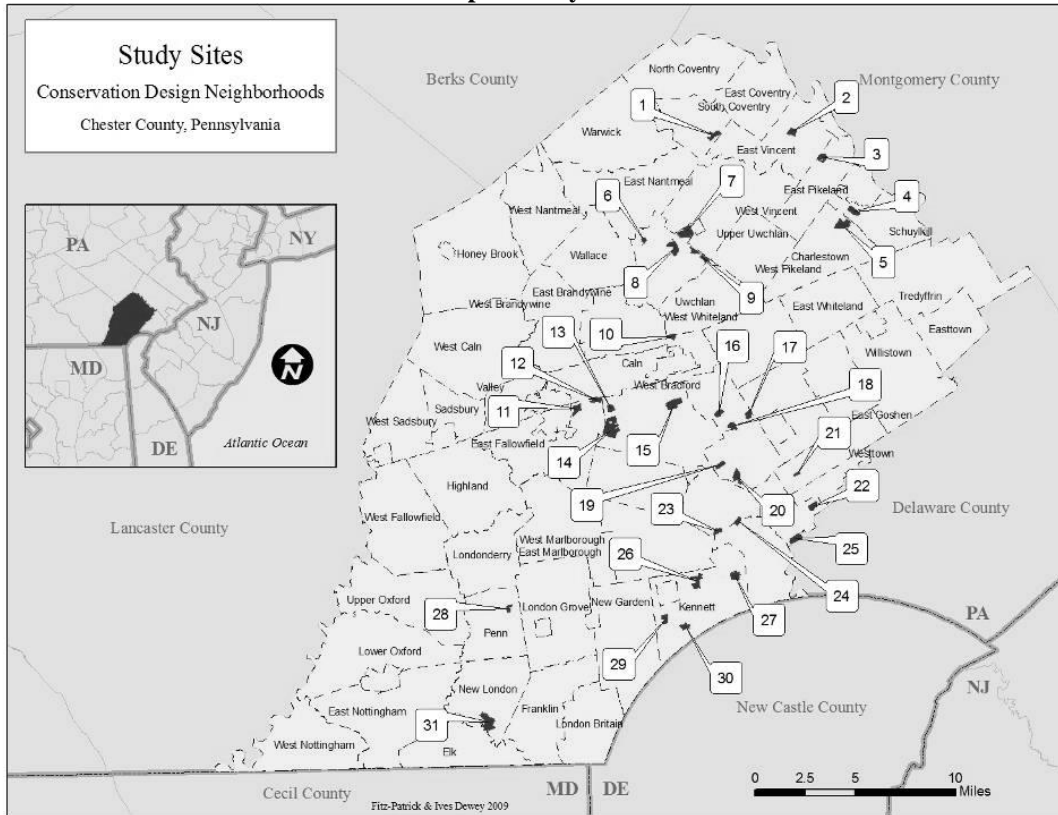 Study Sites
Conservation Design Neighborhoods
Chester County, Pennsylvania
Berks County
Montgomery County
North Coventry
East Coventry
South Coventry
1
2
Warwick
East Vincent
3
East Nantmeal
7
East Pikeland
4
6
West Nantmeal
West Vincent
Schuylkill
Upper Uwchlan
PA
NY
Honey Brook
Wallace
8
Charlestown
5
West Pikeland
9
East Brandywine
Tredyffrin
West Brandywine
Uwchlan
East Whiteland
NJ
West Whiteland
Easttown
13
10
16
17
West Caln
Willistown
MD
N
12
Caln
Valley
West Bradford
18
11
Sadsbury
West Sadsbury
East Goshen
21
DE
Atlantic Ocean
East Fallowfield
14
15
Westtown
Highland
19
20
22
Lancaster County
West Fallowfield
23
Delaware County
West Marlborough
East Marlborough
25
Londonderry
26
24
Upper Oxford
London Grove
New Garden
Kennett
27
28
PA
Penn
Lower Oxford
29
30
NJ
New London
East Nottingham
Franklin
New Castle County
31
London Britain
West Nottingham
Elk
0 2.5 5 10
Miles
Cecil County
MD
DE
Fitz-Patrick & Ives Dewey 2009